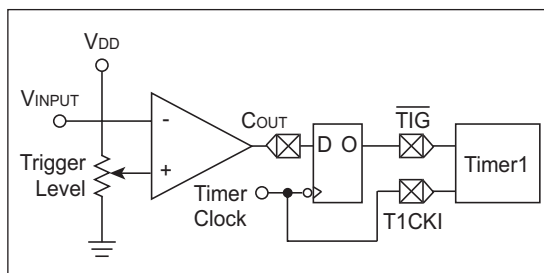 VDD
VINPUT
-
COUT
TIG
D O
Timer1
Trigger
Level
+
Timer
Clock
T1CKI